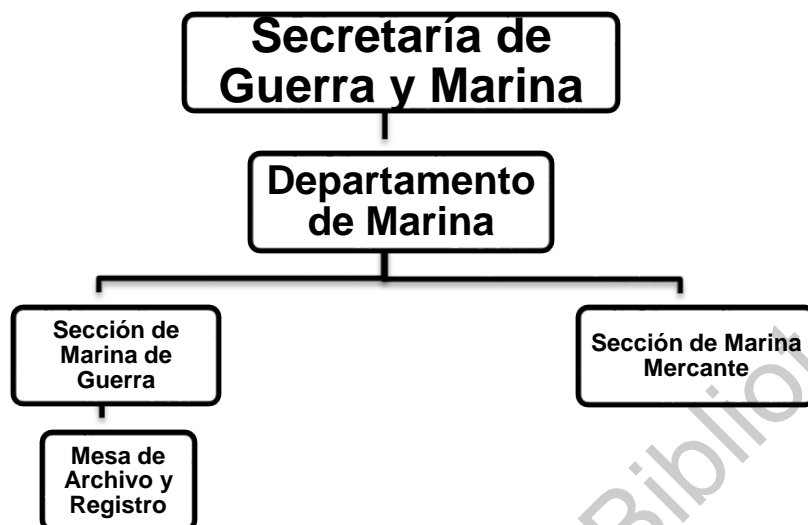 Secretaría de
Guerra y Marina
Departamento
de Marina
Sección de
Marina de
Guerra
Sección de Marina
Mercante
Mesa de
Archivo y
Registro
Bibliot